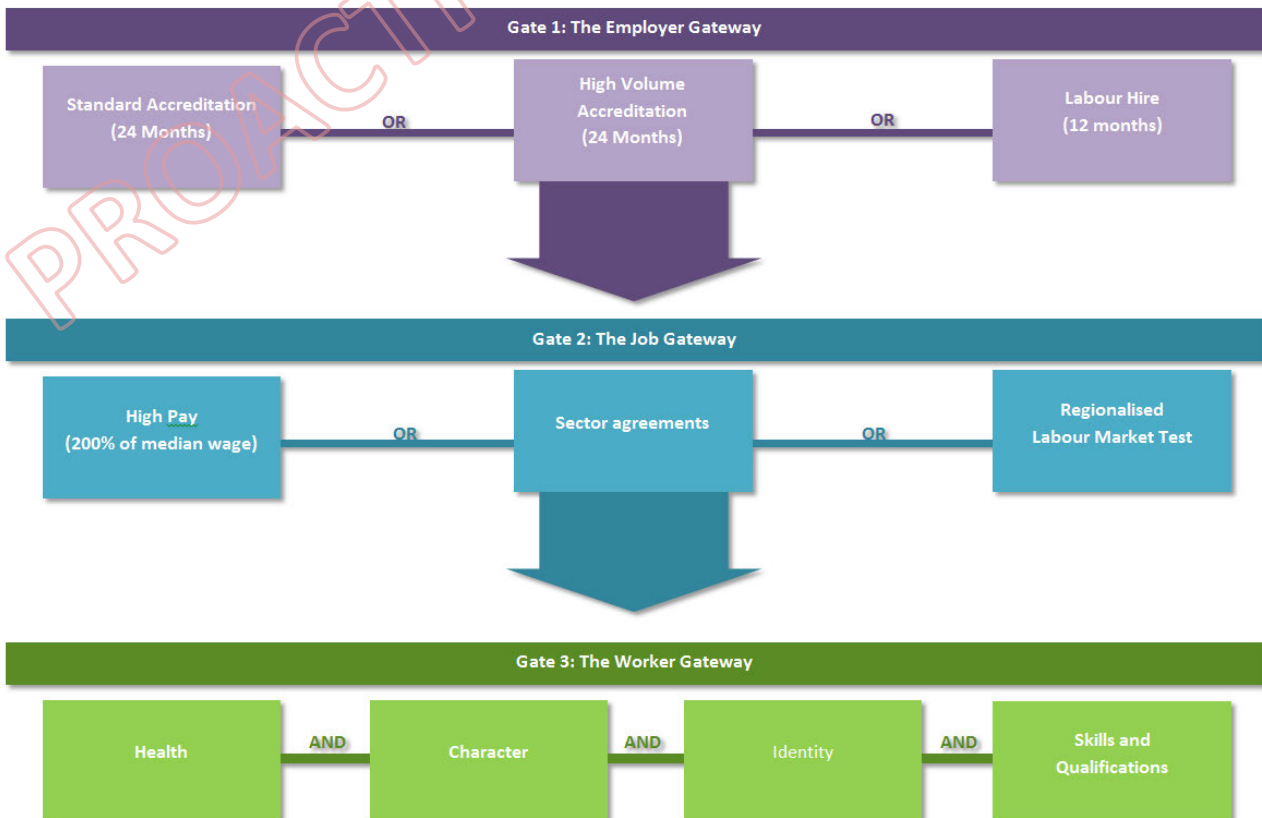 Gate 1: The Employer Gateway
Standard Accreditation
(24 Months)
OR
High Volume
Accreditation
(24 Months)
OR
Labour Hire
(12 months)
PROACT
Gate 2: The Job Gateway
High Pay
(200% of median wage)
OR
Sector agreements
OR
Regionalised
Labour Market Test
Gate 3: The Worker Gateway
Health
AND
Character
AND
Identity
AND
Skills and
Qualifications